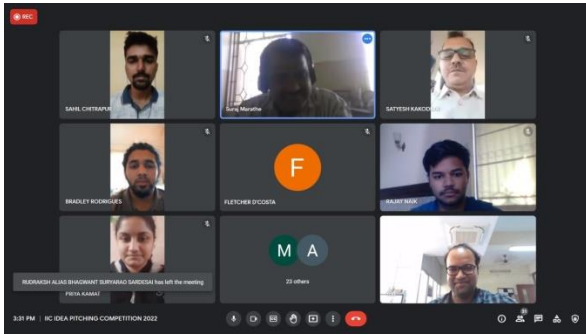 REC
SAHIL CHITRAPUR
Suraj Marathe
SATYESH KAKODKAR
BRADLEY RODRIGUES
F
FLETCHER D'COSTA
RAJAT NAIK
M A
23 others
RUDRAKSH ALIAS BHAGWANT SURYARAO SARDESAI has left the meeting
PRIYA KAMAT
3:31 PM | IIC IDEA PITCHING COMPETITION 2022